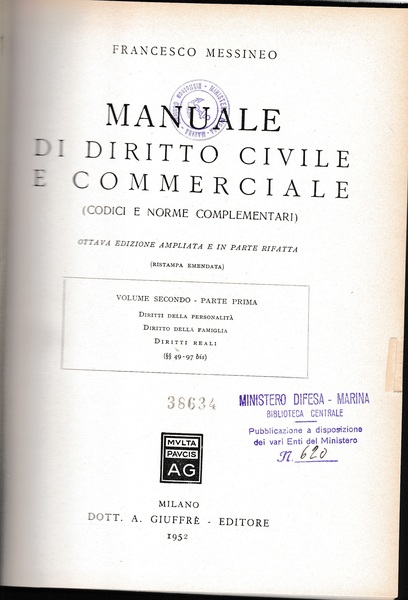 FRANCESCO MESSINEO
MANUALE
DI DIRITTO CIVILE
E COMMERCIALE
(CODICI E NORME COMPLEMENTARI)
OTTAVA EDIZIONE AMPLIATA E IN PARTE RIFATTA
(RISTAMPA EMENDATA)
VOLUME SECONDO - PARTE PRIMA
DIRITTI DELLA PERSONALITÀ
DIRITTO DELLA FAMIGLIA
DIRITTI REALI
(§§ 49-97 bis)
38634
MINISTERO DIFESA - MARINA
BIBLIOTECA CENTRALE
Pubblicazione a disposizione
dei vari Enti del Ministero
N. 620
MVLTA
PAVCIS
AG
MILANO
DOTT. A. GIUFFRÈ - EDITORE
1952